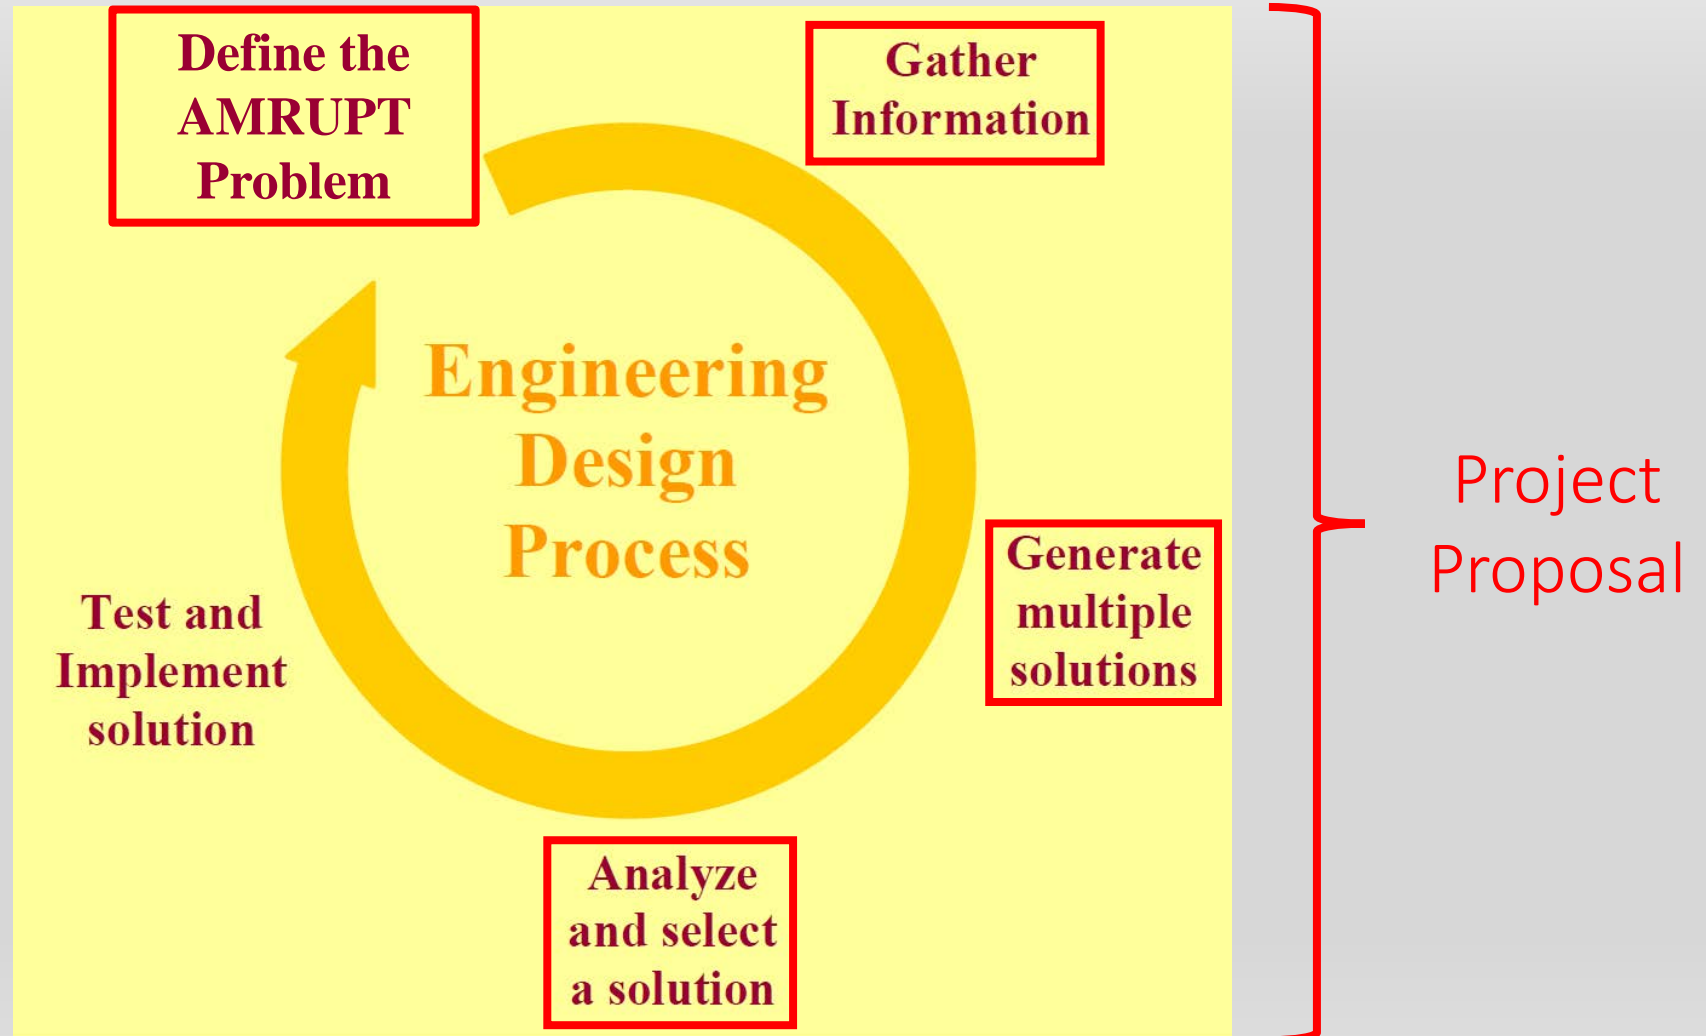 Define the
AMRUPT
Problem
Gather
Information
Engineering
Design
Process
Generate
multiple
solutions
Test and
Implement
solution
Analyze
and select
a solution
Project
Proposal